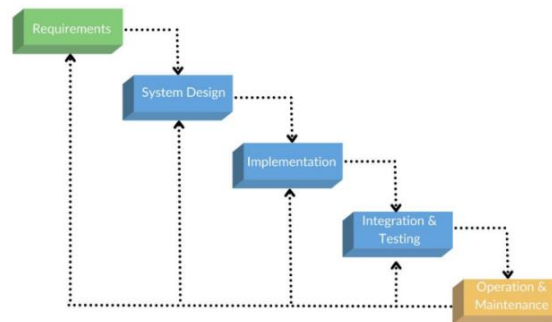 Requirements
System Design
Implementation
Integration &
Testing
Operation &
Maintenance